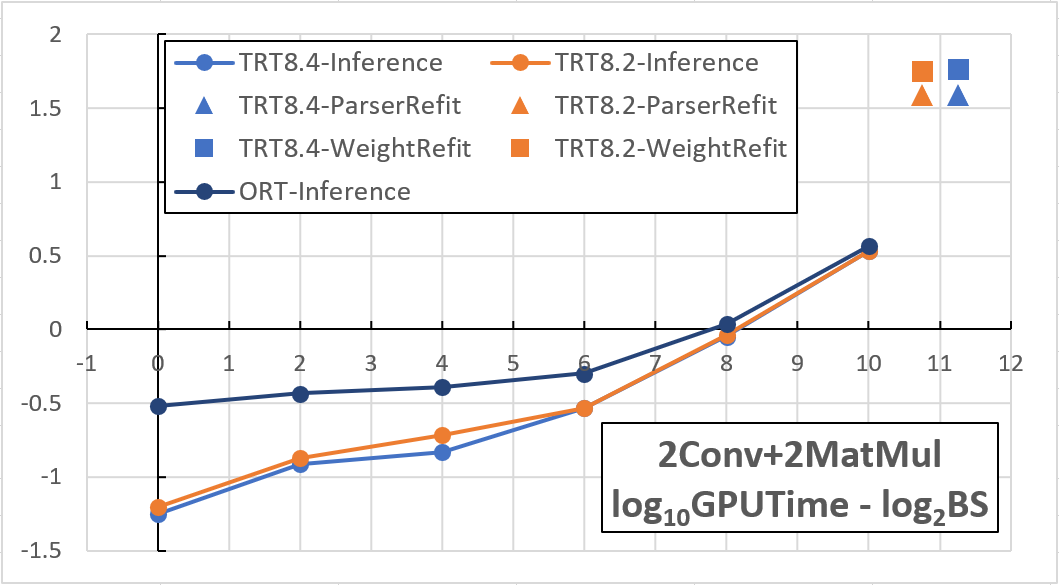 2
1.5
1
0.5
0
-0.5
-1
-1.5
TRT8.4-Inference TRT8.2-Inference
TRT8.4-ParserRefit TRT8.2-ParserRefit
TRT8.4-WeightRefit TRT8.2-WeightRefit
ORT-Inference
-1 0 1 2 3 4 5 6 7 8 9 10 11 12
2Conv+2MatMul
log₁₀GPUTime - log₂BS